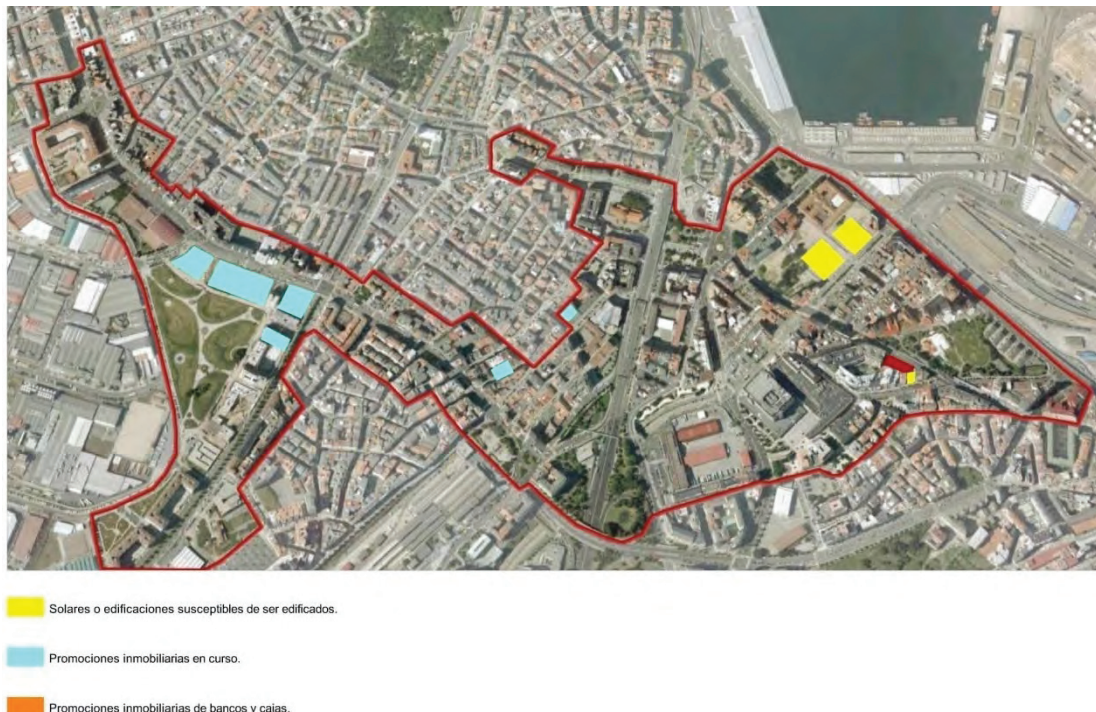 Solares o edificaciones susceptibles de ser edificados.
Promociones inmobiliarias en curso.
Promociones inmobiliarias de bancos y cajas.